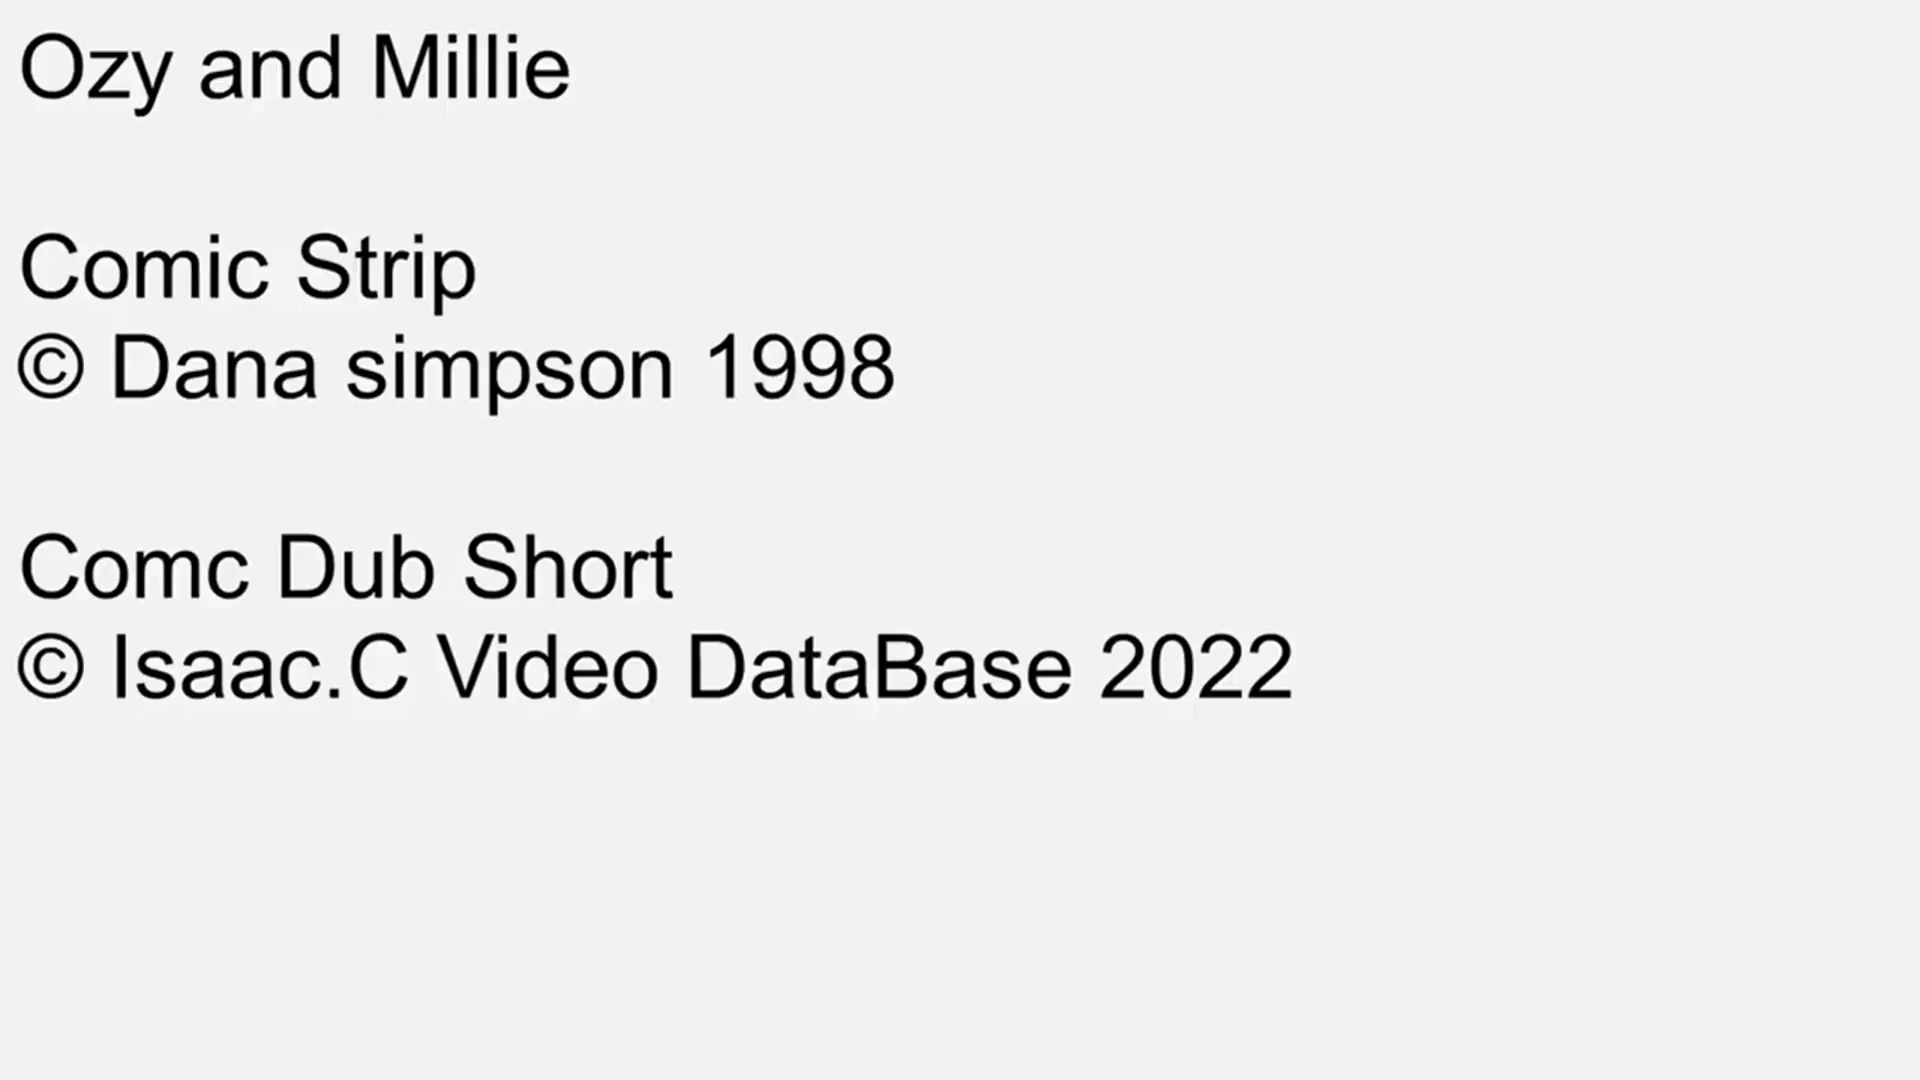 Ozy and Millie
Comic Strip
© Dana simpson 1998
Comc Dub Short
© Isaac.C Video DataBase 2022